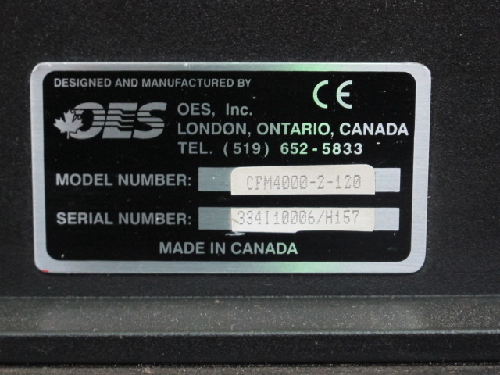 DESIGNED AND MANUFACTURED BY
OES
OES, Inc.
CE
LONDON, ONTARIO, CANADA
TEL. (519) 652-5833
MODEL NUMBER: CFM4000-2-120
SERIAL NUMBER: 334I10006/H167
MADE IN CANADA